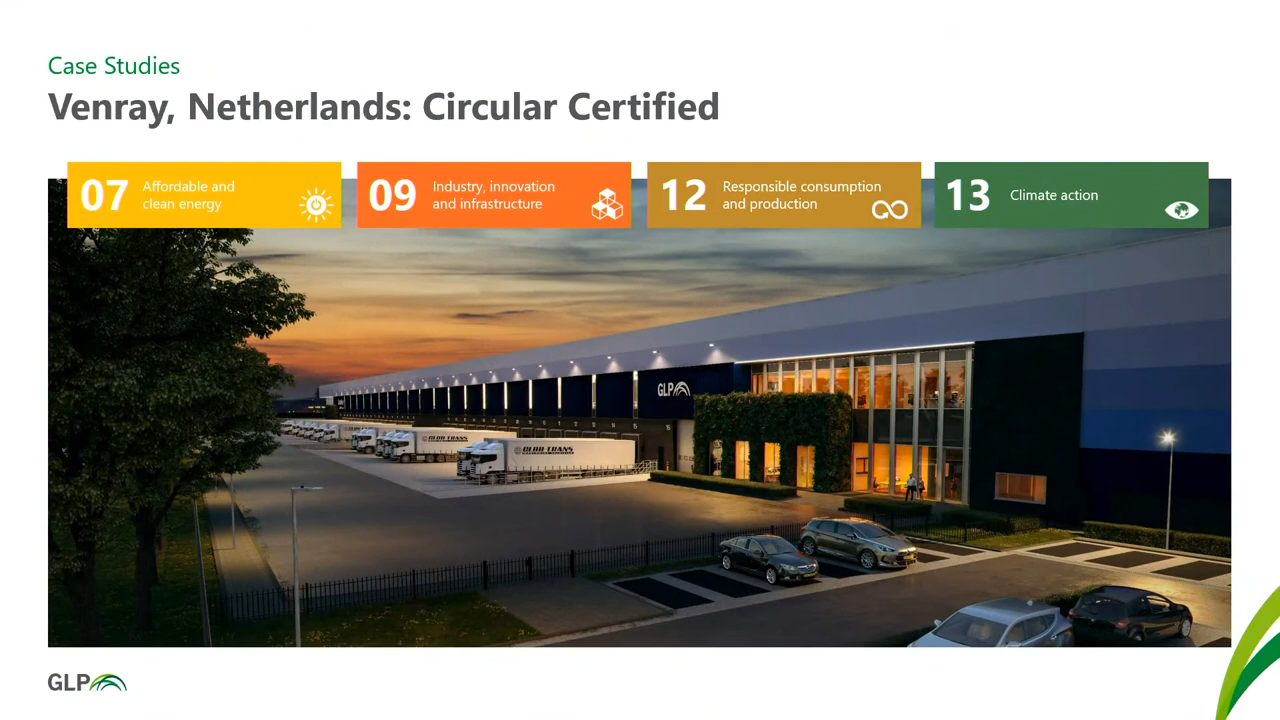 Case Studies
Venray, Netherlands: Circular Certified
07
Affordable and
clean energy
09
Industry, innovation
and infrastructure
12
Responsible consumption
and production
13
Climate action
GLP
GLP